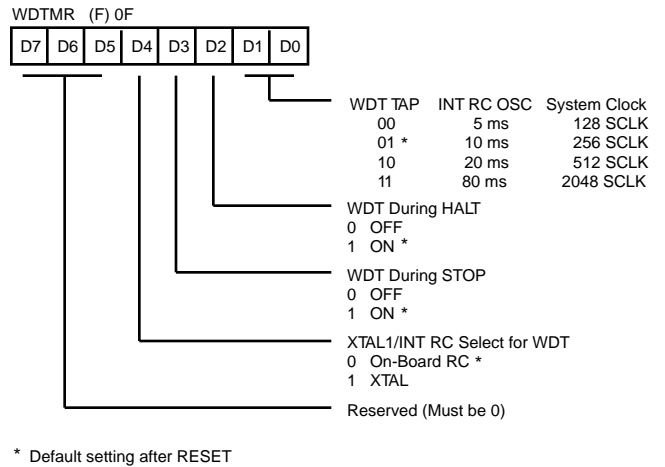 WDTMR (F) 0F
D7 D6 D5 D4 D3 D2 D1 D0
WDT TAP INT RC OSC System Clock
00 5 ms 128 SCLK
01 * 10 ms 256 SCLK
10 20 ms 512 SCLK
11 80 ms 2048 SCLK
WDT During HALT
0 OFF
1 ON *
WDT During STOP
0 OFF
1 ON *
XTAL1/INT RC Select for WDT
0 On-Board RC *
1 XTAL
Reserved (Must be 0)
* Default setting after RESET